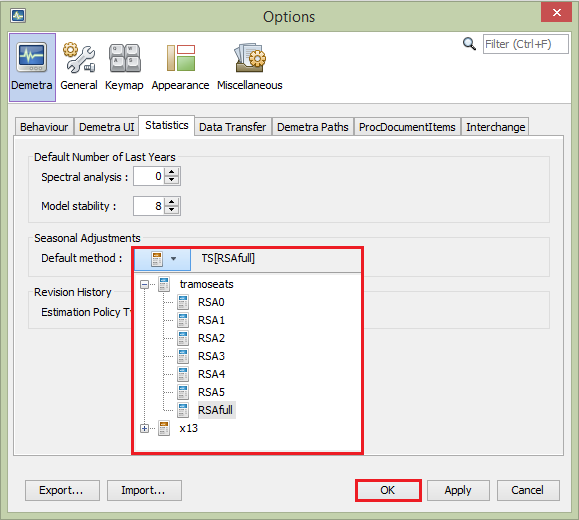 Options
Filter (Ctrl+F)
Demetra General Keymap Appearance Miscellaneous
Behaviour Demetra UI Statistics Data Transfer Demetra Paths ProcDocumentItems Interchange
Default Number of Last Years
Spectral analysis : 0
Model stability : 8
Seasonal Adjustments
Default method : TS[RSAfull]
tramoseats
Revision History
RSA0
Estimation Policy Ty
RSA1
RSA2
RSA3
RSA4
RSA5
RSAfull
x13
Export... Import... OK Apply Cancel